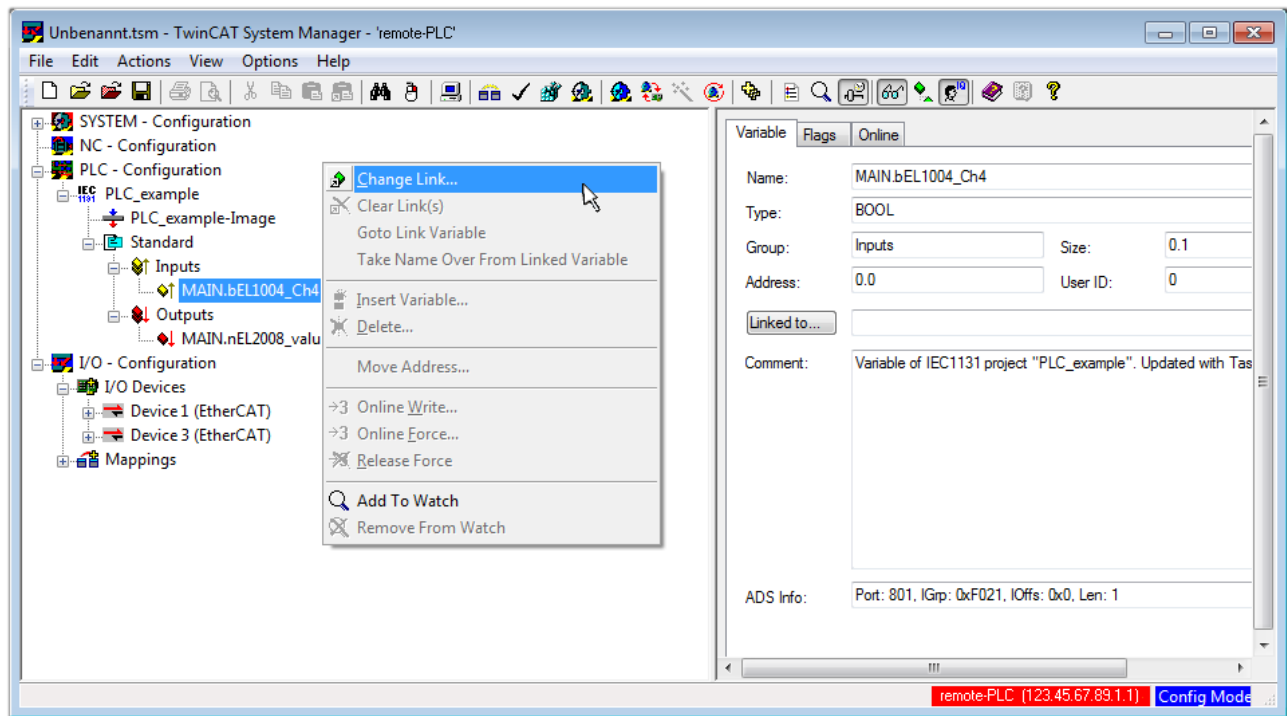 Unbenannt.tsm - TwinCAT System Manager - 'remote-PLC'
File Edit Actions View Options Help
SYSTEM - Configuration
NC - Configuration
PLC - Configuration
IEC 1131 PLC_example
PLC_example-Image
Standard
Inputs
MAIN.bEL1004_Ch4
Outputs
MAIN.nEL2008_valu
I/O - Configuration
I/O Devices
Device 1 (EtherCAT)
Device 3 (EtherCAT)
Mappings
Change Link...
Clear Link(s)
Goto Link Variable
Take Name Over From Linked Variable
Insert Variable...
Delete...
Move Address...
→3 Online Write...
→3 Online Force...
Release Force
Add To Watch
Remove From Watch
Variable Flags Online
Name: MAIN.bEL1004_Ch4
Type: BOOL
Group: Inputs Size: 0.1
Address: 0.0 User ID: 0
Linked to...
Comment: Variable of IEC1131 project "PLC_example". Updated with Tas
ADS Info: Port: 801, IGrp: 0xF021, IOffs: 0x0, Len: 1
remote-PLC (123.45.67.89.1.1) Config Mode